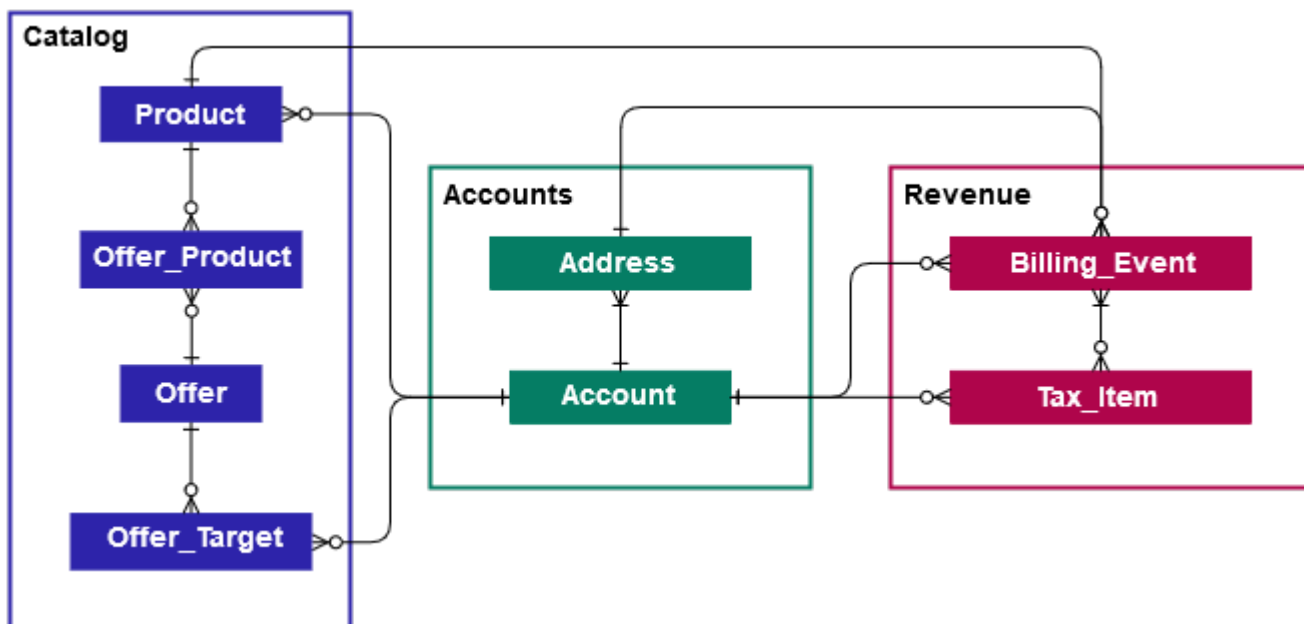 Catalog
Product
Offer_Product
Offer
Offer_Target
Accounts
Address
Account
Revenue
Billing_Event
Tax_Item